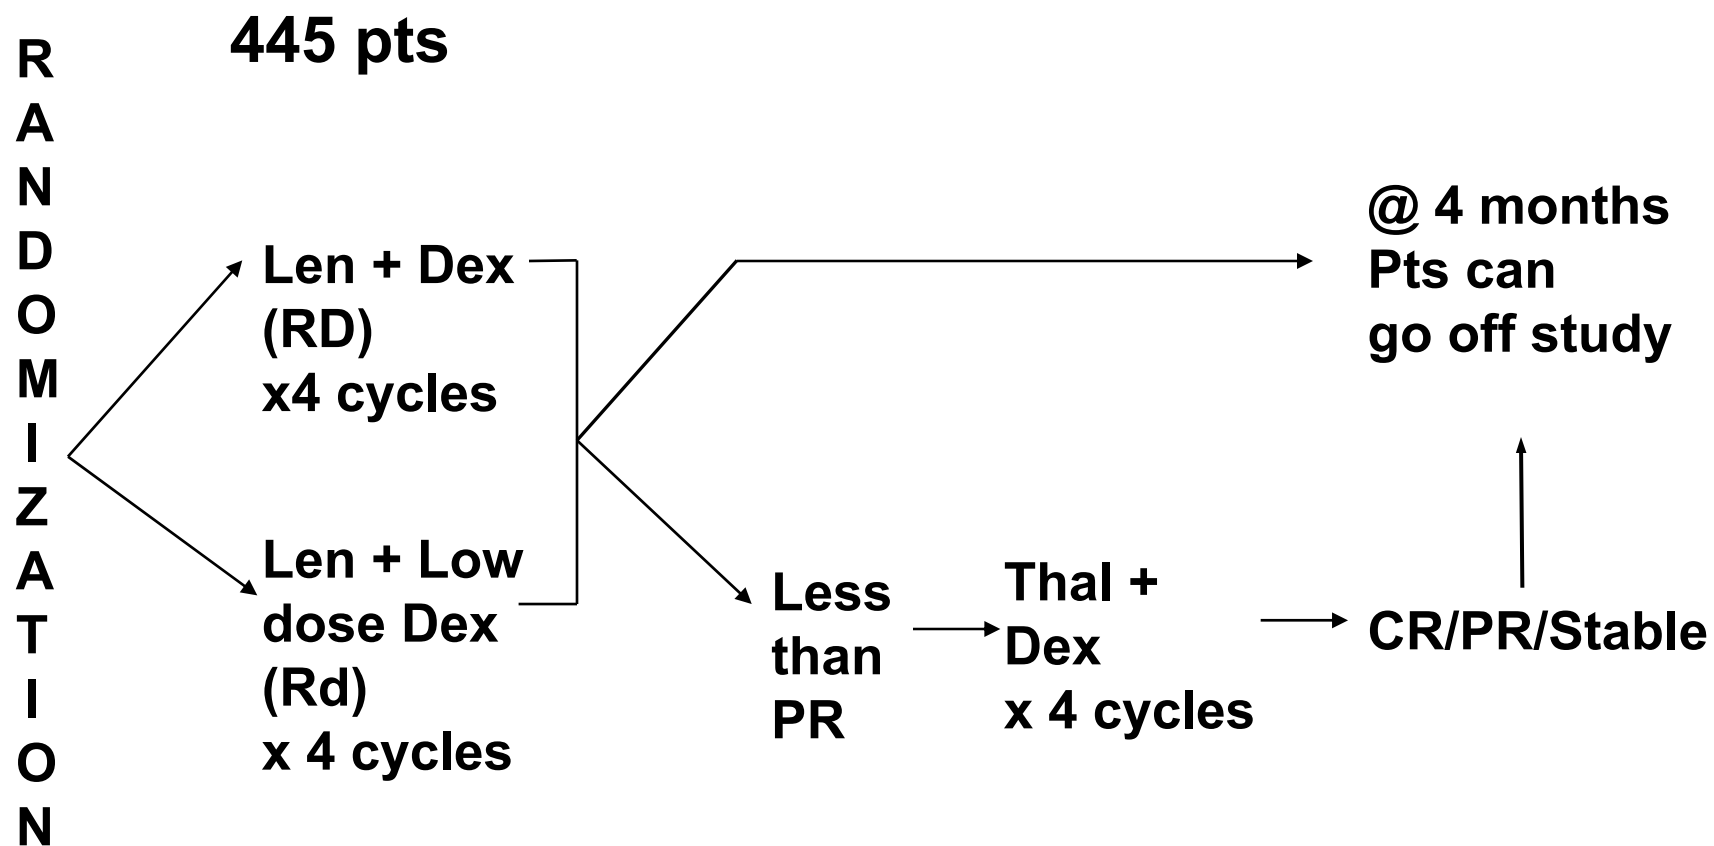 RANDOMIZATION
445 pts
Len + Dex
(RD)
x4 cycles
Len + Low
dose Dex
(Rd)
x 4 cycles
Less
than
PR
Thal +
Dex
x 4 cycles
CR/PR/Stable
@ 4 months
Pts can
go off study